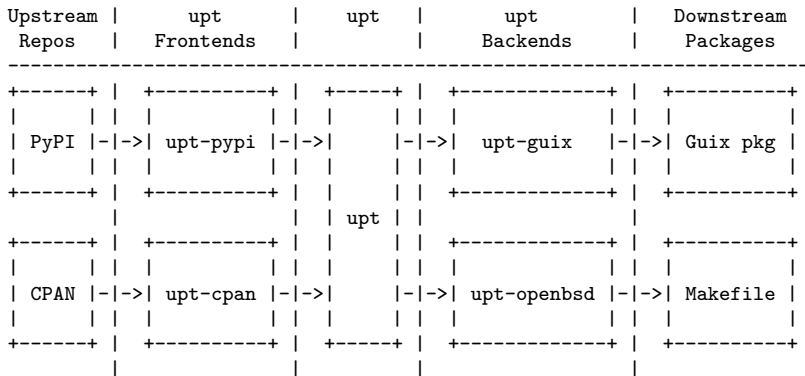 Upstream | upt | upt | upt | Downstream
Repos | Frontends | | Backends | Packages
PyPI upt-pypi upt-guix Guix pkg
upt
CPAN upt-cpan upt-openbsd Makefile